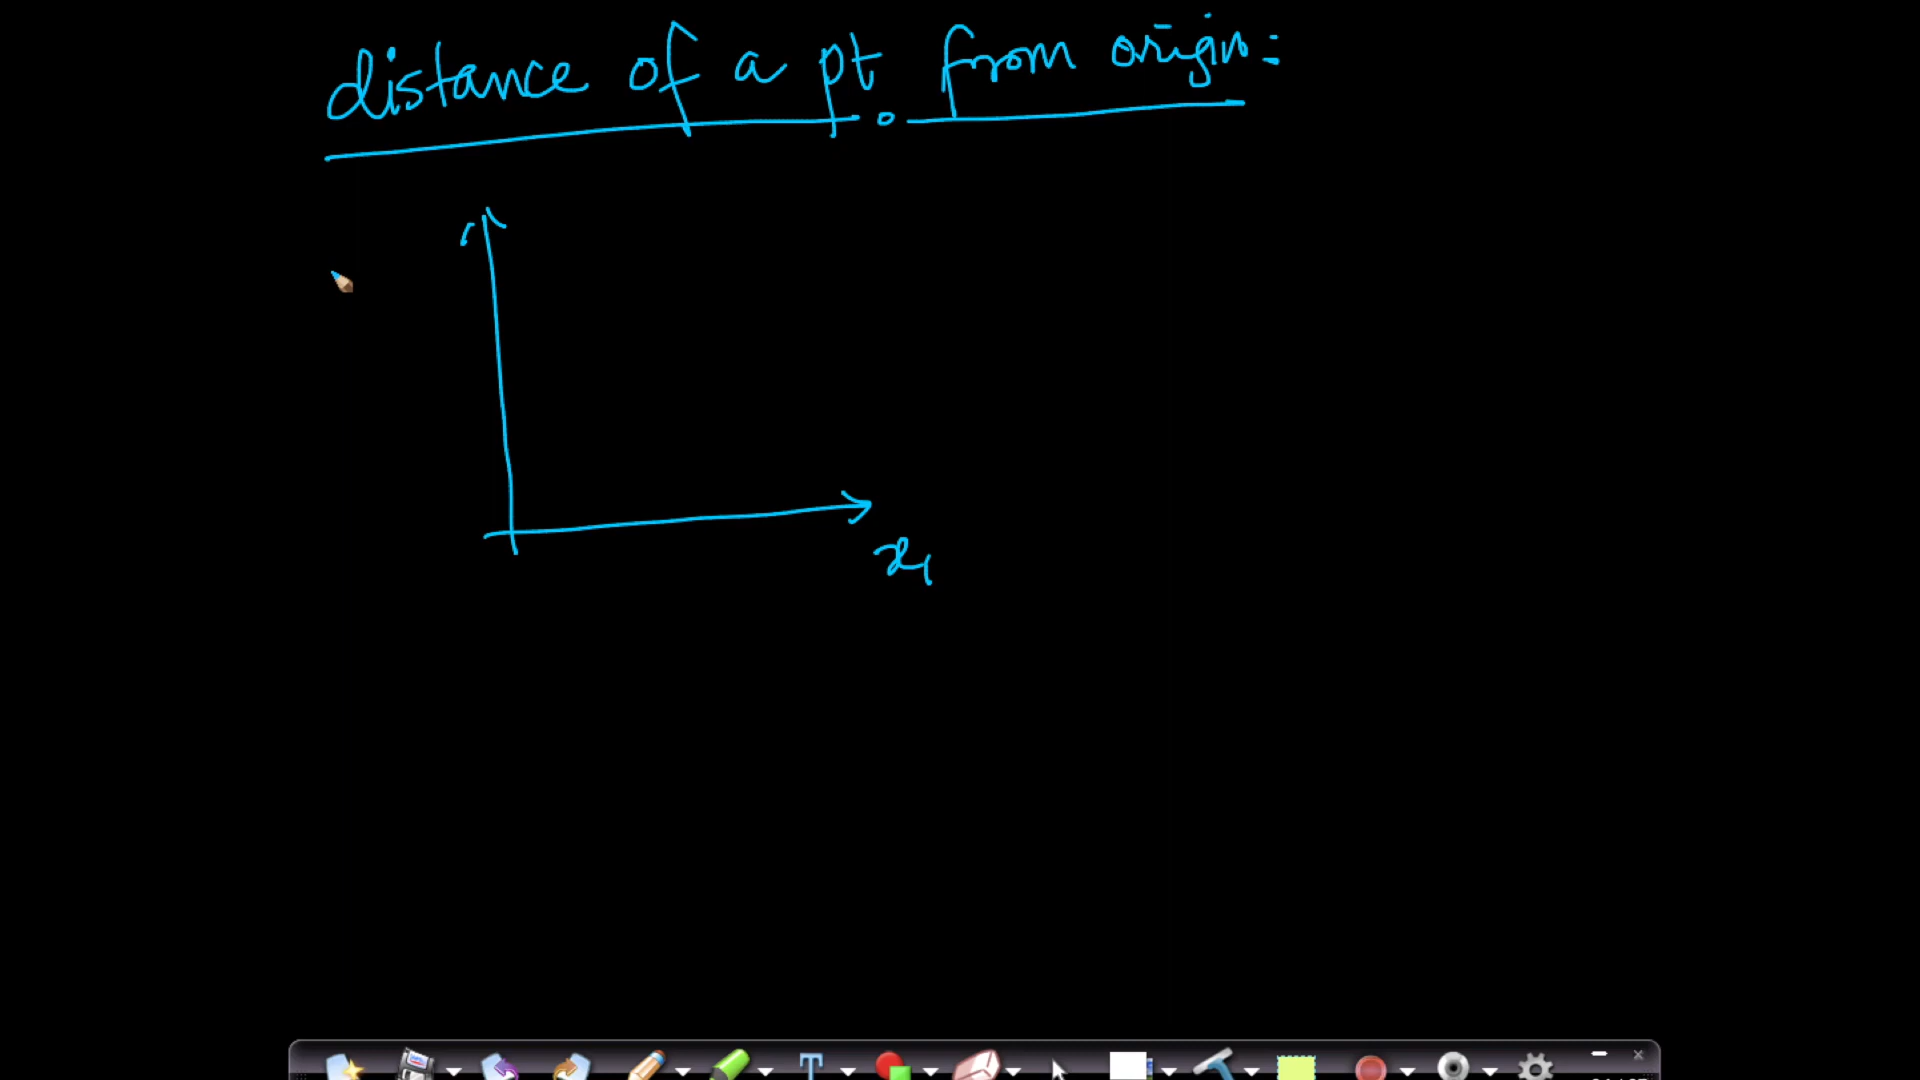 distance of a pt from origin:
x₁